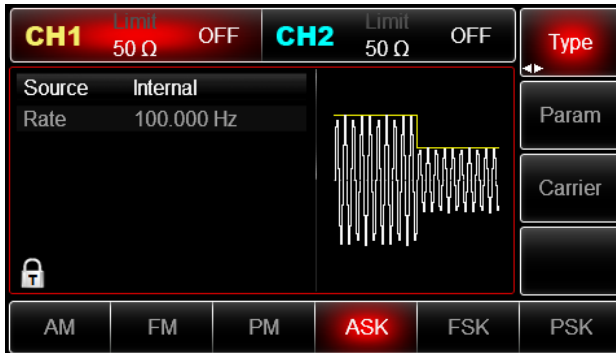 CH1 Limit 50 Ω OFF CH2 Limit 50 Ω OFF Type
Source Internal
Rate 100.000 Hz
Param
Carrier
T
AM FM PM ASK FSK PSK